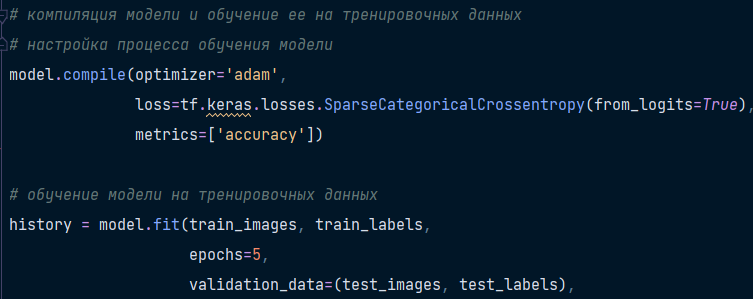 # компиляция модели и обучение ее на тренировочных данных
# настройка процесса обучения модели
model.compile(optimizer='adam',
              loss=tf.keras.losses.SparseCategoricalCrossentropy(from_logits=True),
              metrics=['accuracy'])
# обучение модели на тренировочных данных
history = model.fit(train_images, train_labels,
                    epochs=5,
                    validation_data=(test_images, test_labels),